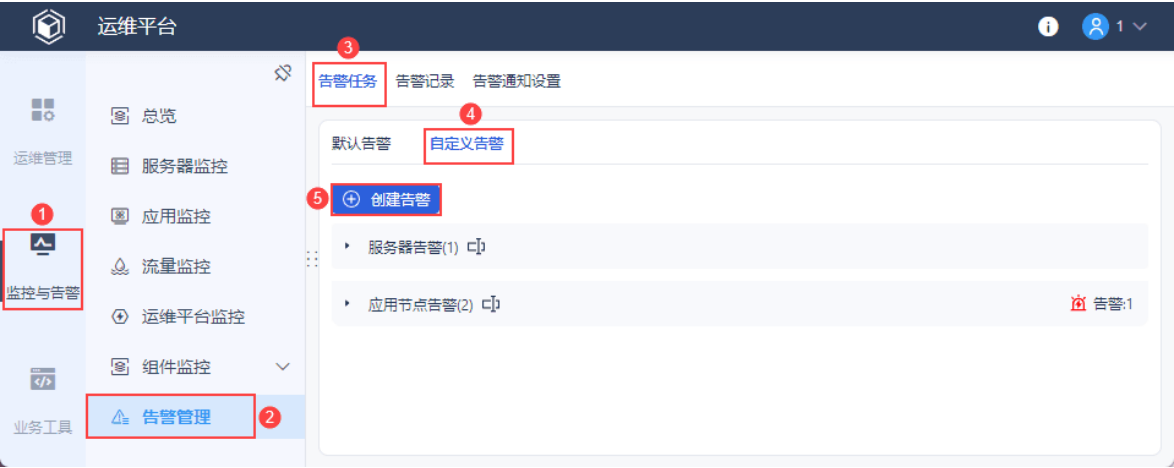 运维平台
1
3
告警任务 告警记录 告警通知设置
总览
4
运维管理
默认告警 自定义告警
服务器监控
5 创建告警
1
应用监控
服务器告警(1)
流量监控
监控与告警
应用节点告警(2) 告警:1
运维平台监控
组件监控
告警管理 2
业务工具